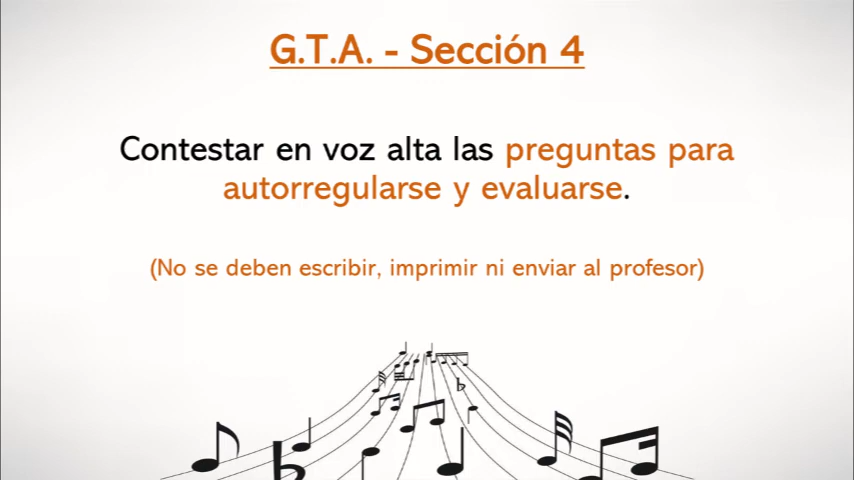 G.T.A. - Sección 4
Contestar en voz alta las preguntas para
autorregularse y evaluarse.
(No se deben escribir, imprimir ni enviar al profesor)